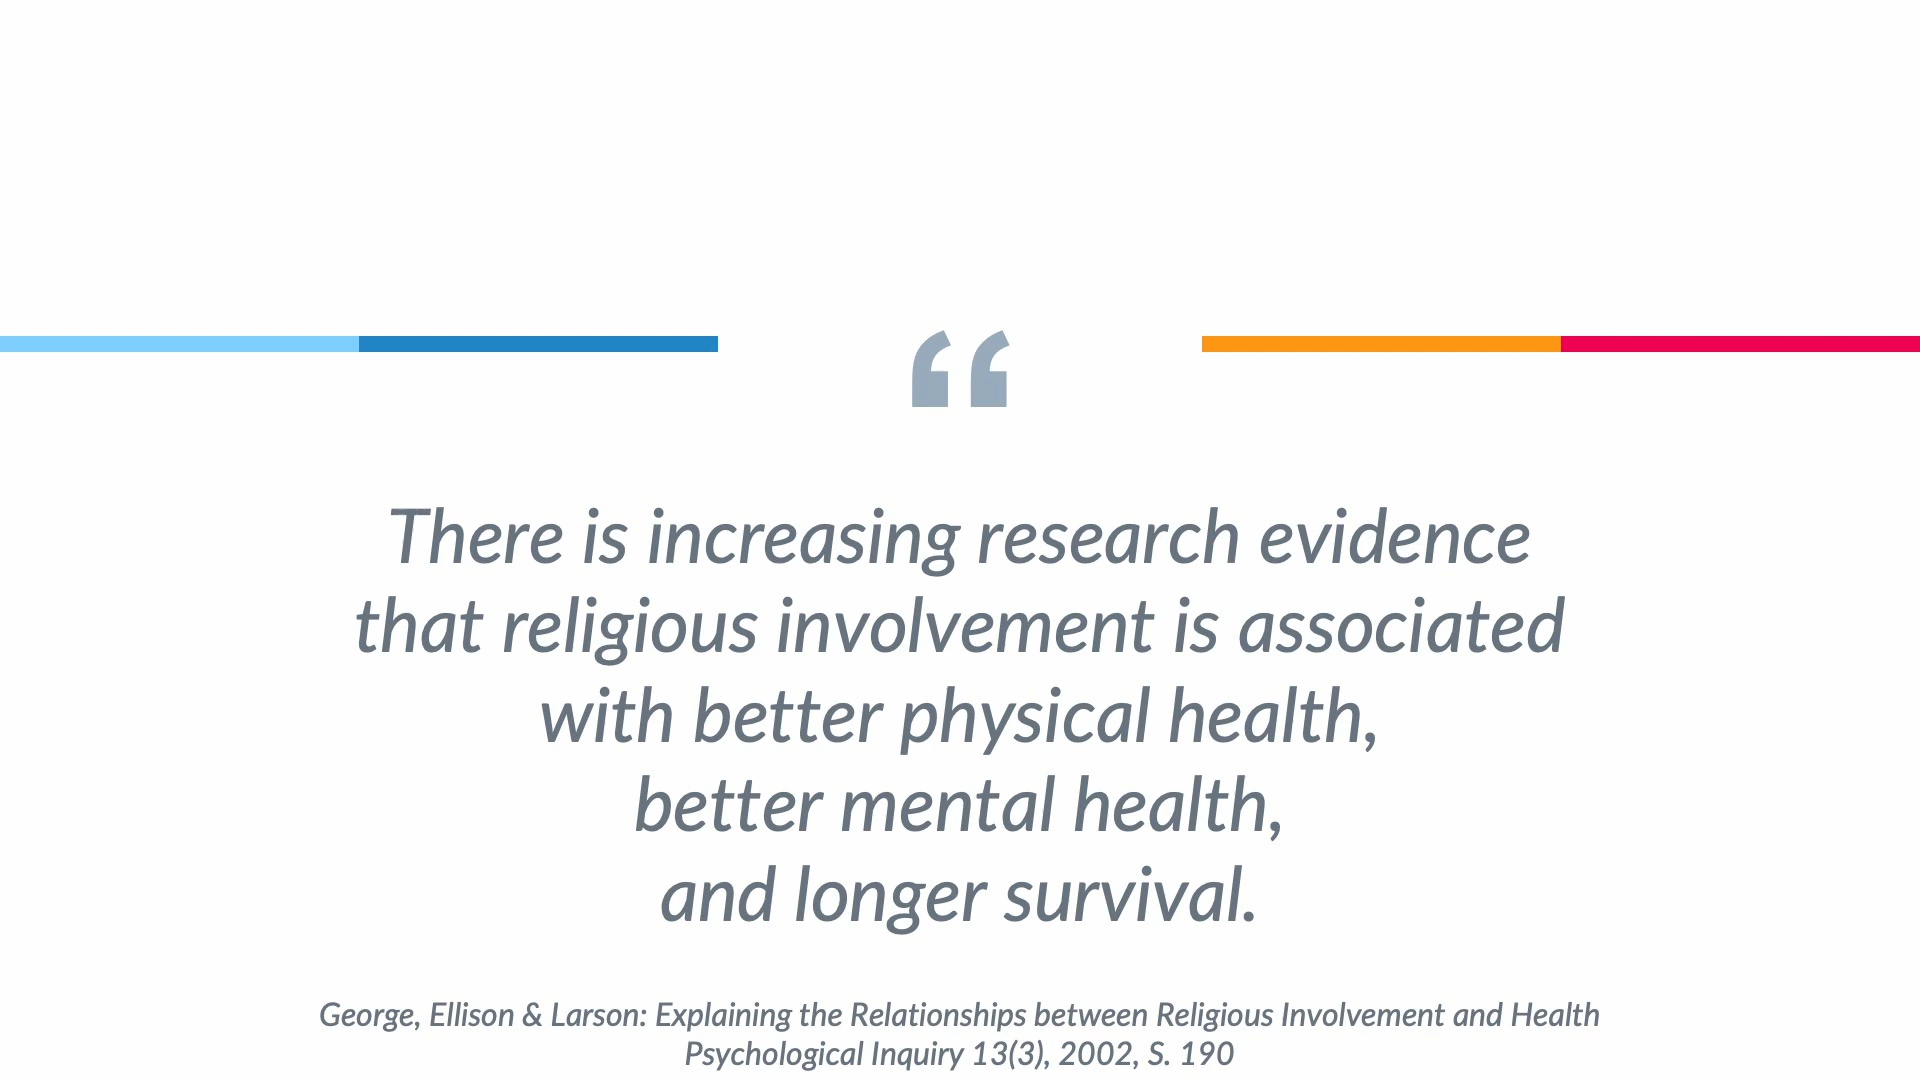 “
There is increasing research evidence
that religious involvement is associated
with better physical health,
better mental health,
and longer survival.
George, Ellison & Larson: Explaining the Relationships between Religious Involvement and Health
Psychological Inquiry 13(3), 2002, S. 190